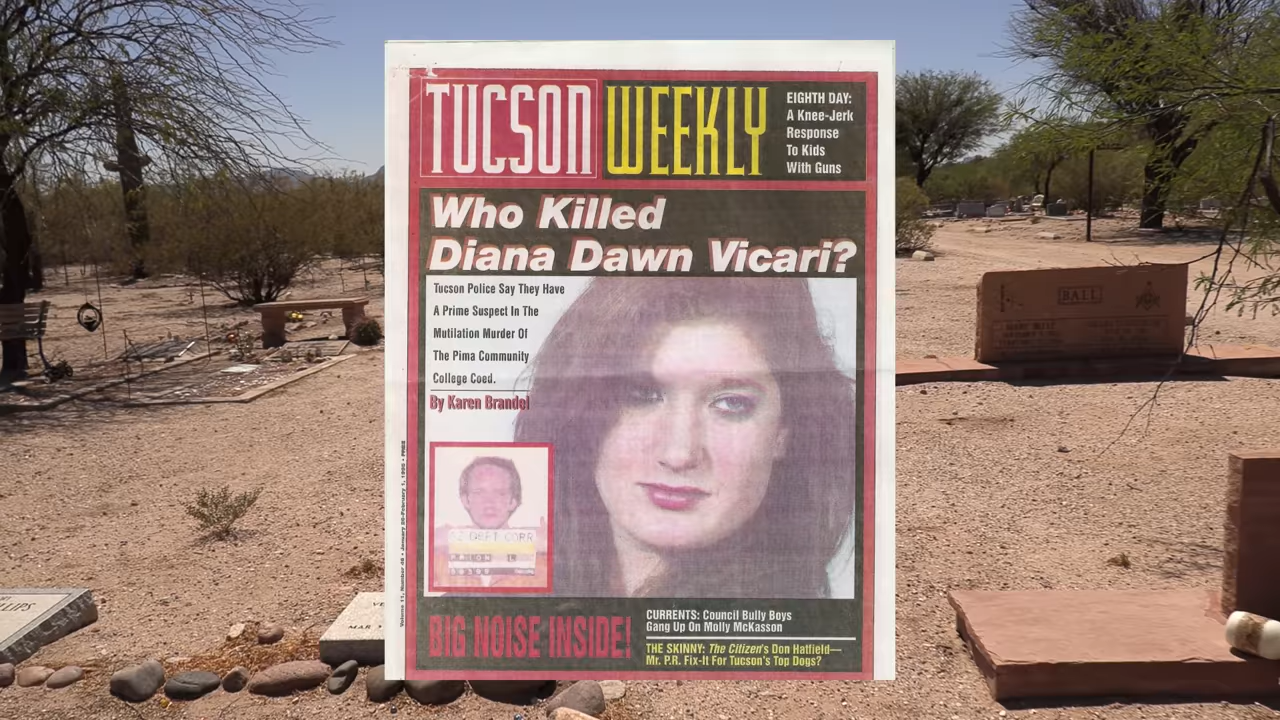 TUCSON WEEKLY
EIGHTH DAY:
A Knee-Jerk
Response
To Kids
With Guns
Who Killed
Diana Dawn Vicari?
Tucson Police Say They Have
A Prime Suspect In The
Mutilation Murder Of
The Pima Community
College Coed.
By Karen Brandel
DEPT CORR
BIG NOISE INSIDE!
CURRENTS: Council Bully Boys
Gang Up On Molly McKasson
THE SKINNY: The Citizen's Don Hatfield—
Mr. P.R. Fix-It For Tucson's Top Dogs?
BALL